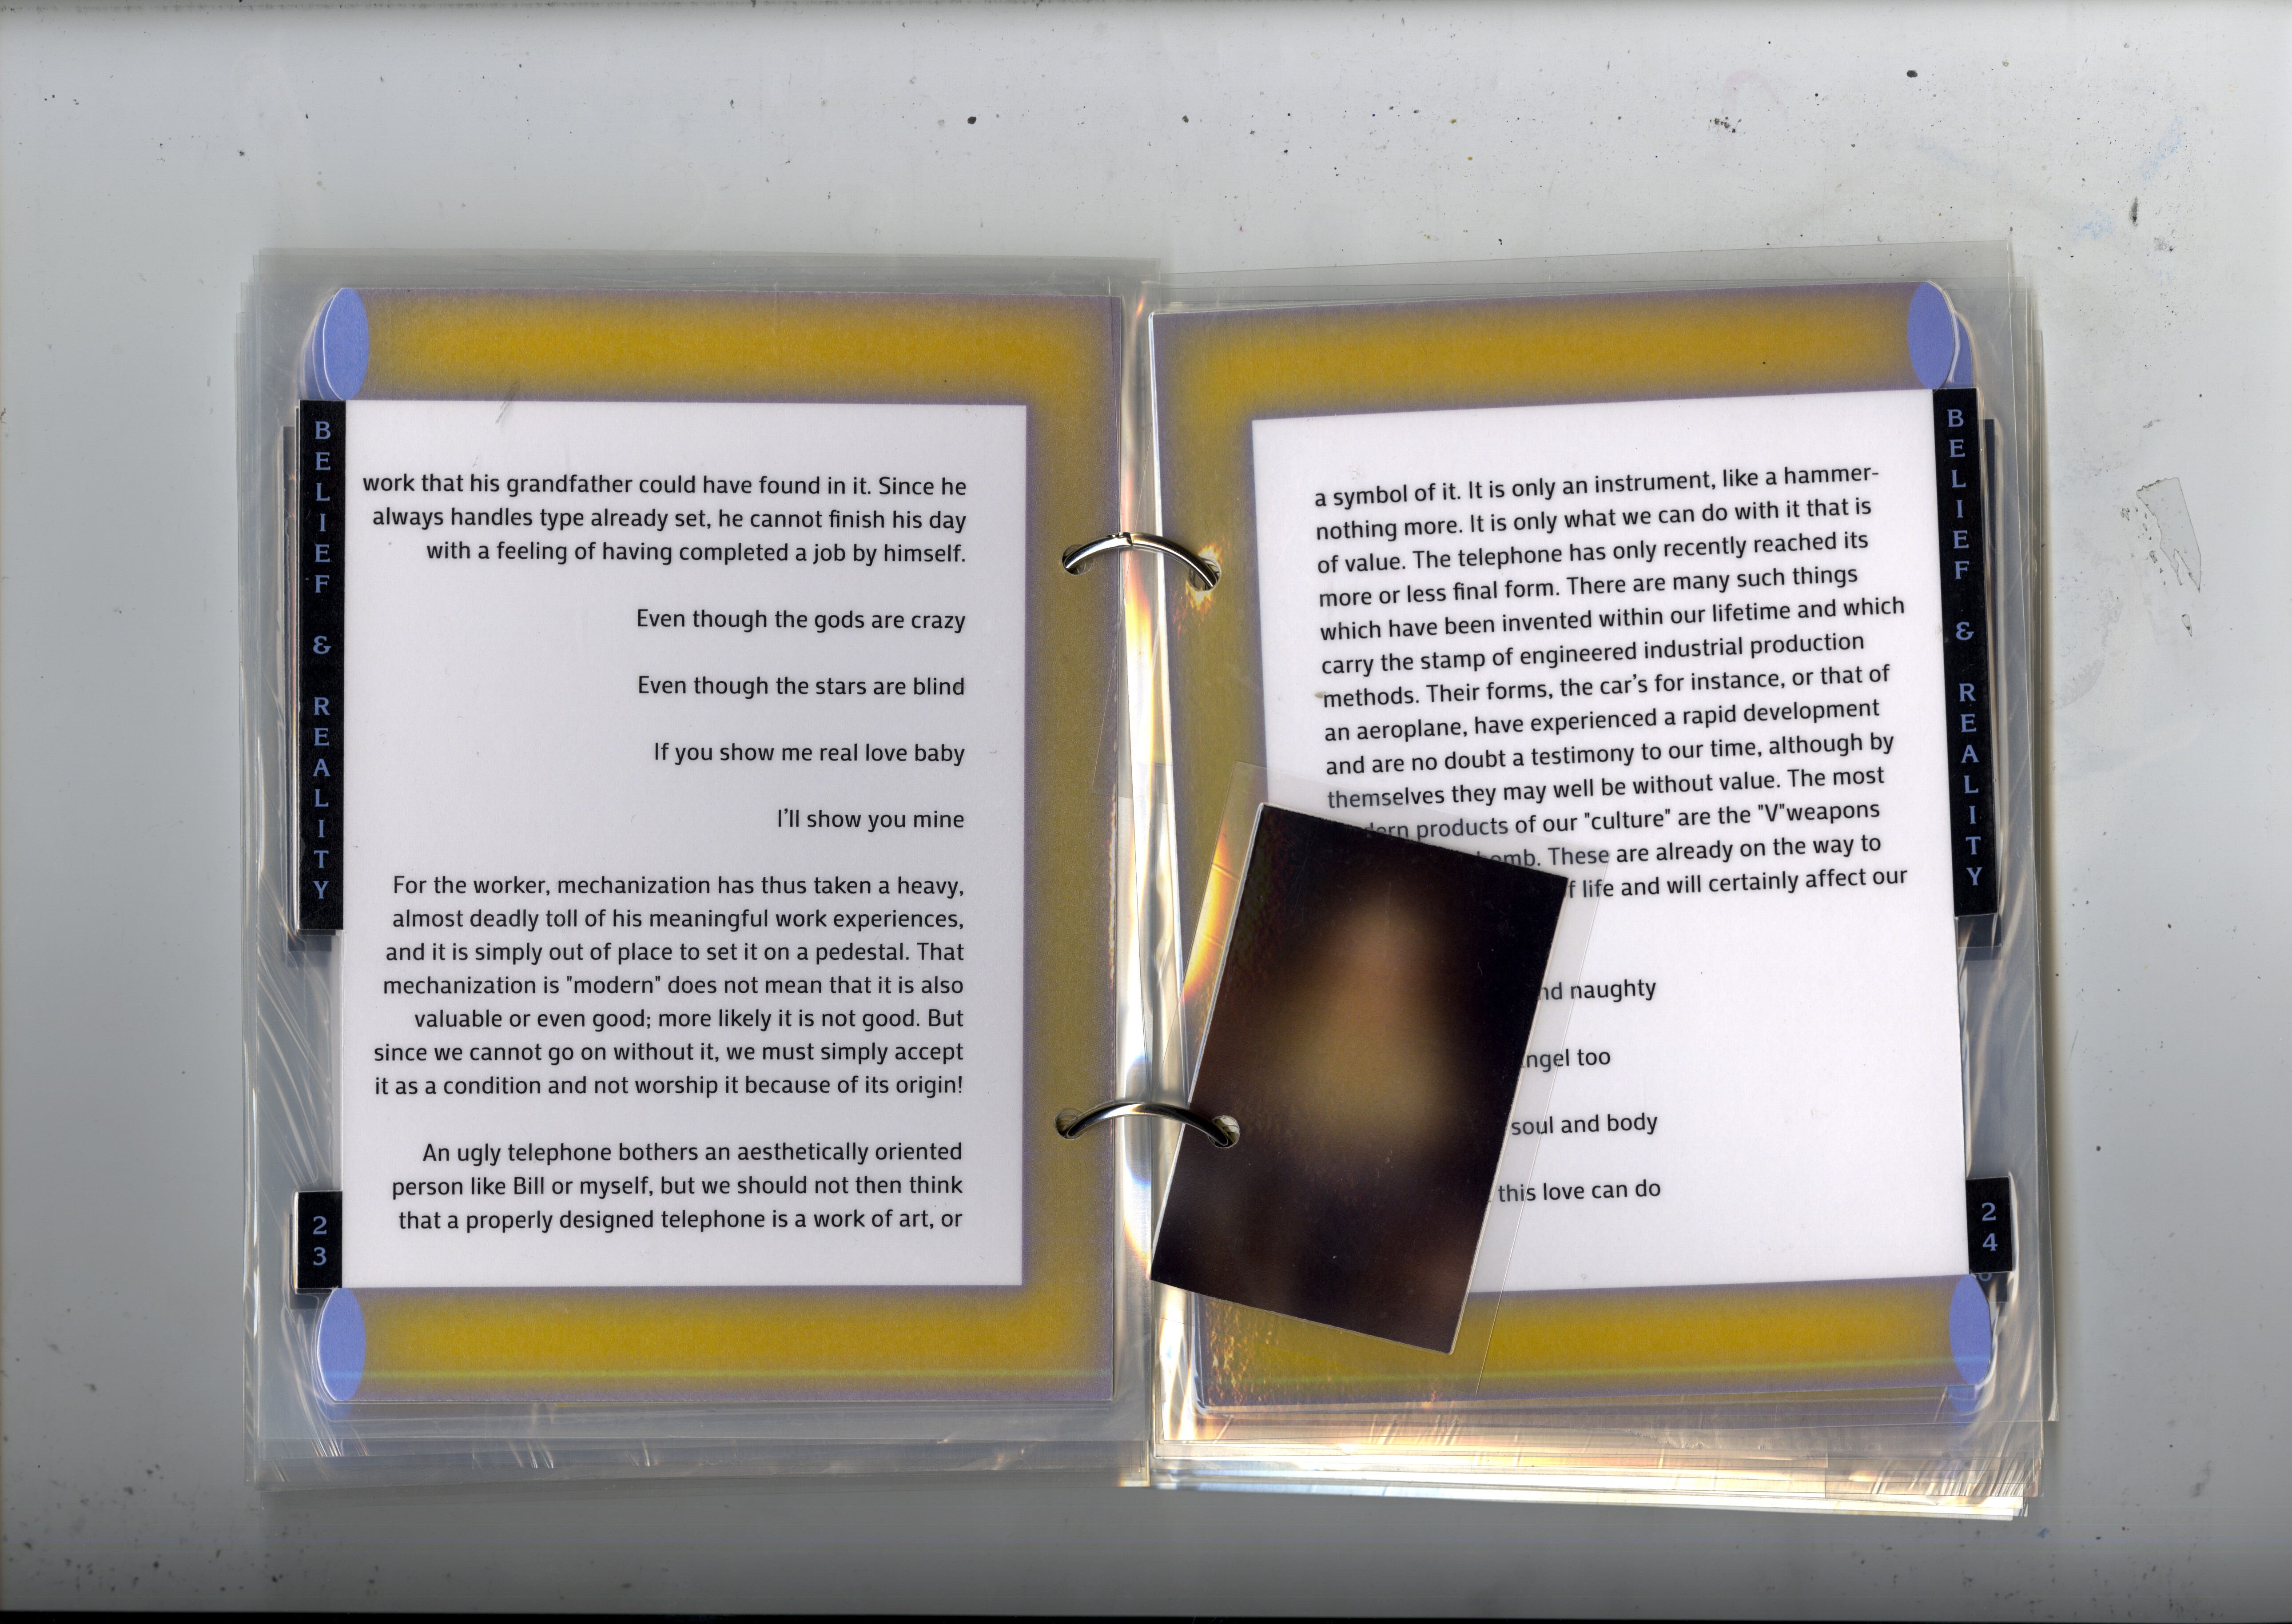 BELIEF & REALITY
work that his grandfather could have found in it. Since he
always handles type already set, he cannot finish his day
with a feeling of having completed a job by himself.
Even though the gods are crazy
Even though the stars are blind
If you show me real love baby
I'll show you mine
For the worker, mechanization has thus taken a heavy,
almost deadly toll of his meaningful work experiences,
and it is simply out of place to set it on a pedestal. That
mechanization is "modern" does not mean that it is also
valuable or even good; more likely it is not good. But
since we cannot go on without it, we must simply accept
it as a condition and not worship it because of its origin!
An ugly telephone bothers an aesthetically oriented
person like Bill or myself, but we should not then think
that a properly designed telephone is a work of art, or
23
a symbol of it. It is only an instrument, like a hammer-
nothing more. It is only what we can do with it that is
of value. The telephone has only recently reached its
more or less final form. There are many such things
which have been invented within our lifetime and which
carry the stamp of engineered industrial production
methods. Their forms, the car's for instance, or that of
an aeroplane, have experienced a rapid development
and are no doubt a testimony to our time, although by
themselves they may well be without value. The most
products of our "culture" are the "V"weapons
These are already on the way to
life and will certainly affect our
naughty
too
soul and body
this love can do
BELIEF & REALITY
24